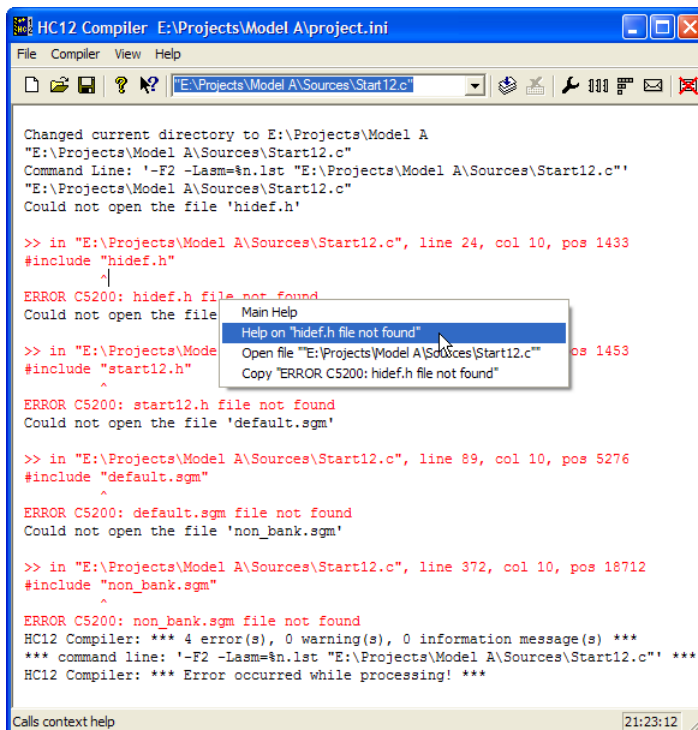 HC12 Compiler E:\Projects\Model A\project.ini
File Compiler View Help
"E:\Projects\Model A\Sources\Start12.c"
Changed current directory to E:\Projects\Model A
"E:\Projects\Model A\Sources\Start12.c"
Command Line: '-F2 -Lasm=%n.lst "E:\Projects\Model A\Sources\Start12.c"'
"E:\Projects\Model A\Sources\Start12.c"
Could not open the file 'hidef.h'
>> in "E:\Projects\Model A\Sources\Start12.c", line 24, col 10, pos 1433
#include "hidef.h"
^
ERROR C5200: hidef.h file not found
Could not open the file
Main Help
Help on "hidef.h file not found"
Open file ""E:\Projects\Model A\Sources\Start12.c""
Copy "ERROR C5200: hidef.h file not found"
>> in "E:\Projects\Mode os 1453
#include "start12.h"
^
ERROR C5200: start12.h file not found
Could not open the file 'default.sgm'
>> in "E:\Projects\Model A\Sources\Start12.c", line 89, col 10, pos 5276
#include "default.sgm"
^
ERROR C5200: default.sgm file not found
Could not open the file 'non_bank.sgm'
>> in "E:\Projects\Model A\Sources\Start12.c", line 372, col 10, pos 18712
#include "non_bank.sgm"
^
ERROR C5200: non_bank.sgm file not found
HC12 Compiler: *** 4 error(s), 0 warning(s), 0 information message(s) ***
*** command line: '-F2 -Lasm=%n.lst "E:\Projects\Model A\Sources\Start12.c"' ***
HC12 Compiler: *** Error occurred while processing! ***
Calls context help
21:23:12